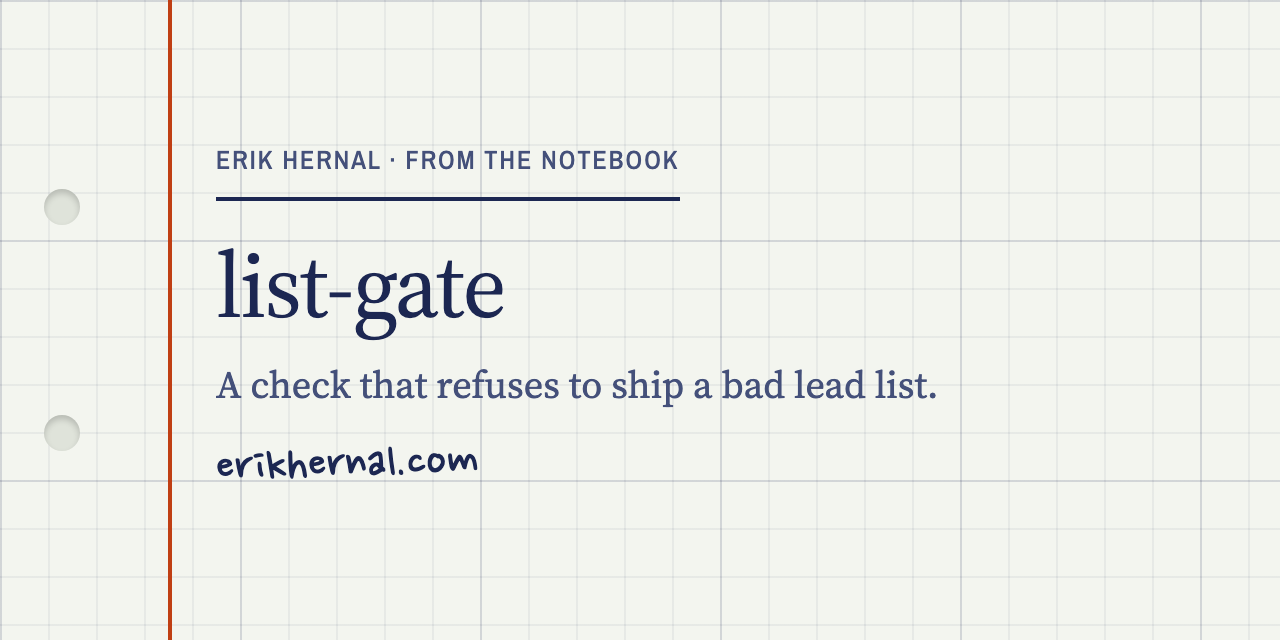 ERIK HERNAL · FROM THE NOTEBOOK
list-gate
A check that refuses to ship a bad lead list.
erikhernal.com